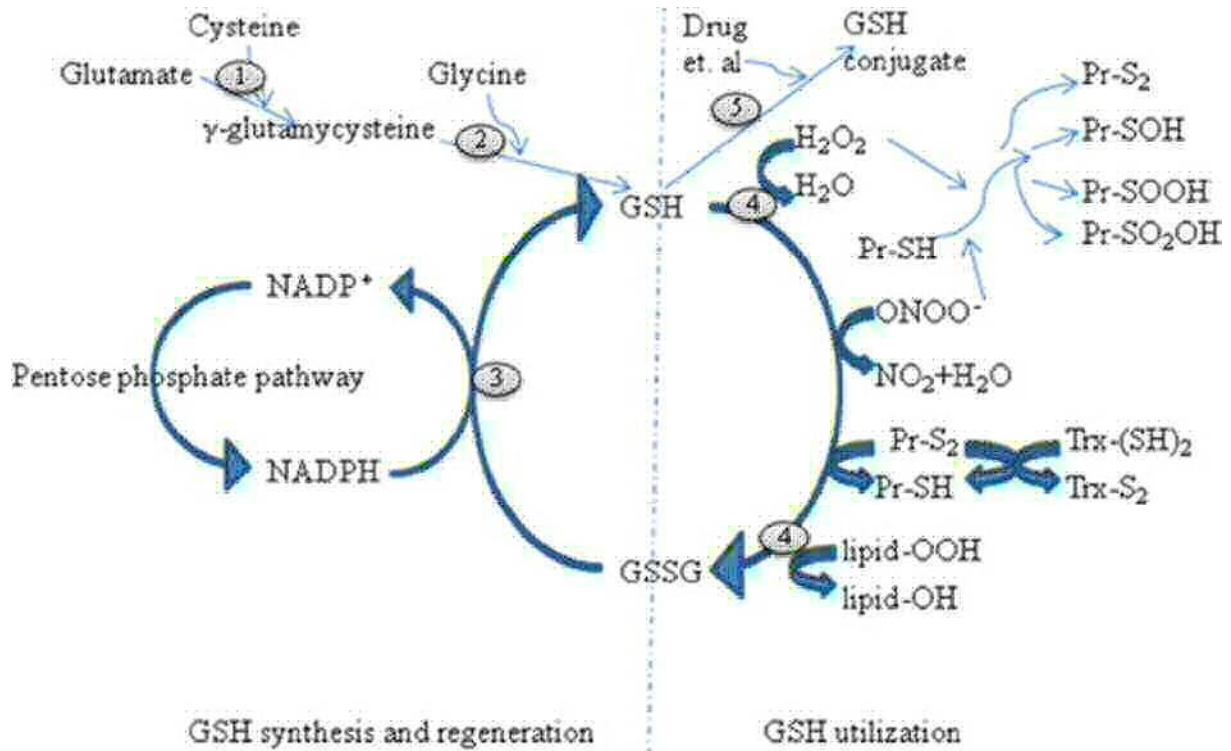 Cysteine
Glutamate
1
γ-glutamycysteine
Glycine
2
GSH
NADP⁺
Pentose phosphate pathway
NADPH
3
GSSG
GSH synthesis and regeneration
Drug
et. al
GSH
conjugate
5
H₂O₂
H₂O
4
Pr-SH
Pr-S₂
Pr-SOH
Pr-SOOH
Pr-SO₂OH
ONOO⁻
NO₂+H₂O
Pr-S₂
Trx-(SH)₂
Pr-SH
Trx-S₂
4
lipid-OOH
lipid-OH
GSH utilization